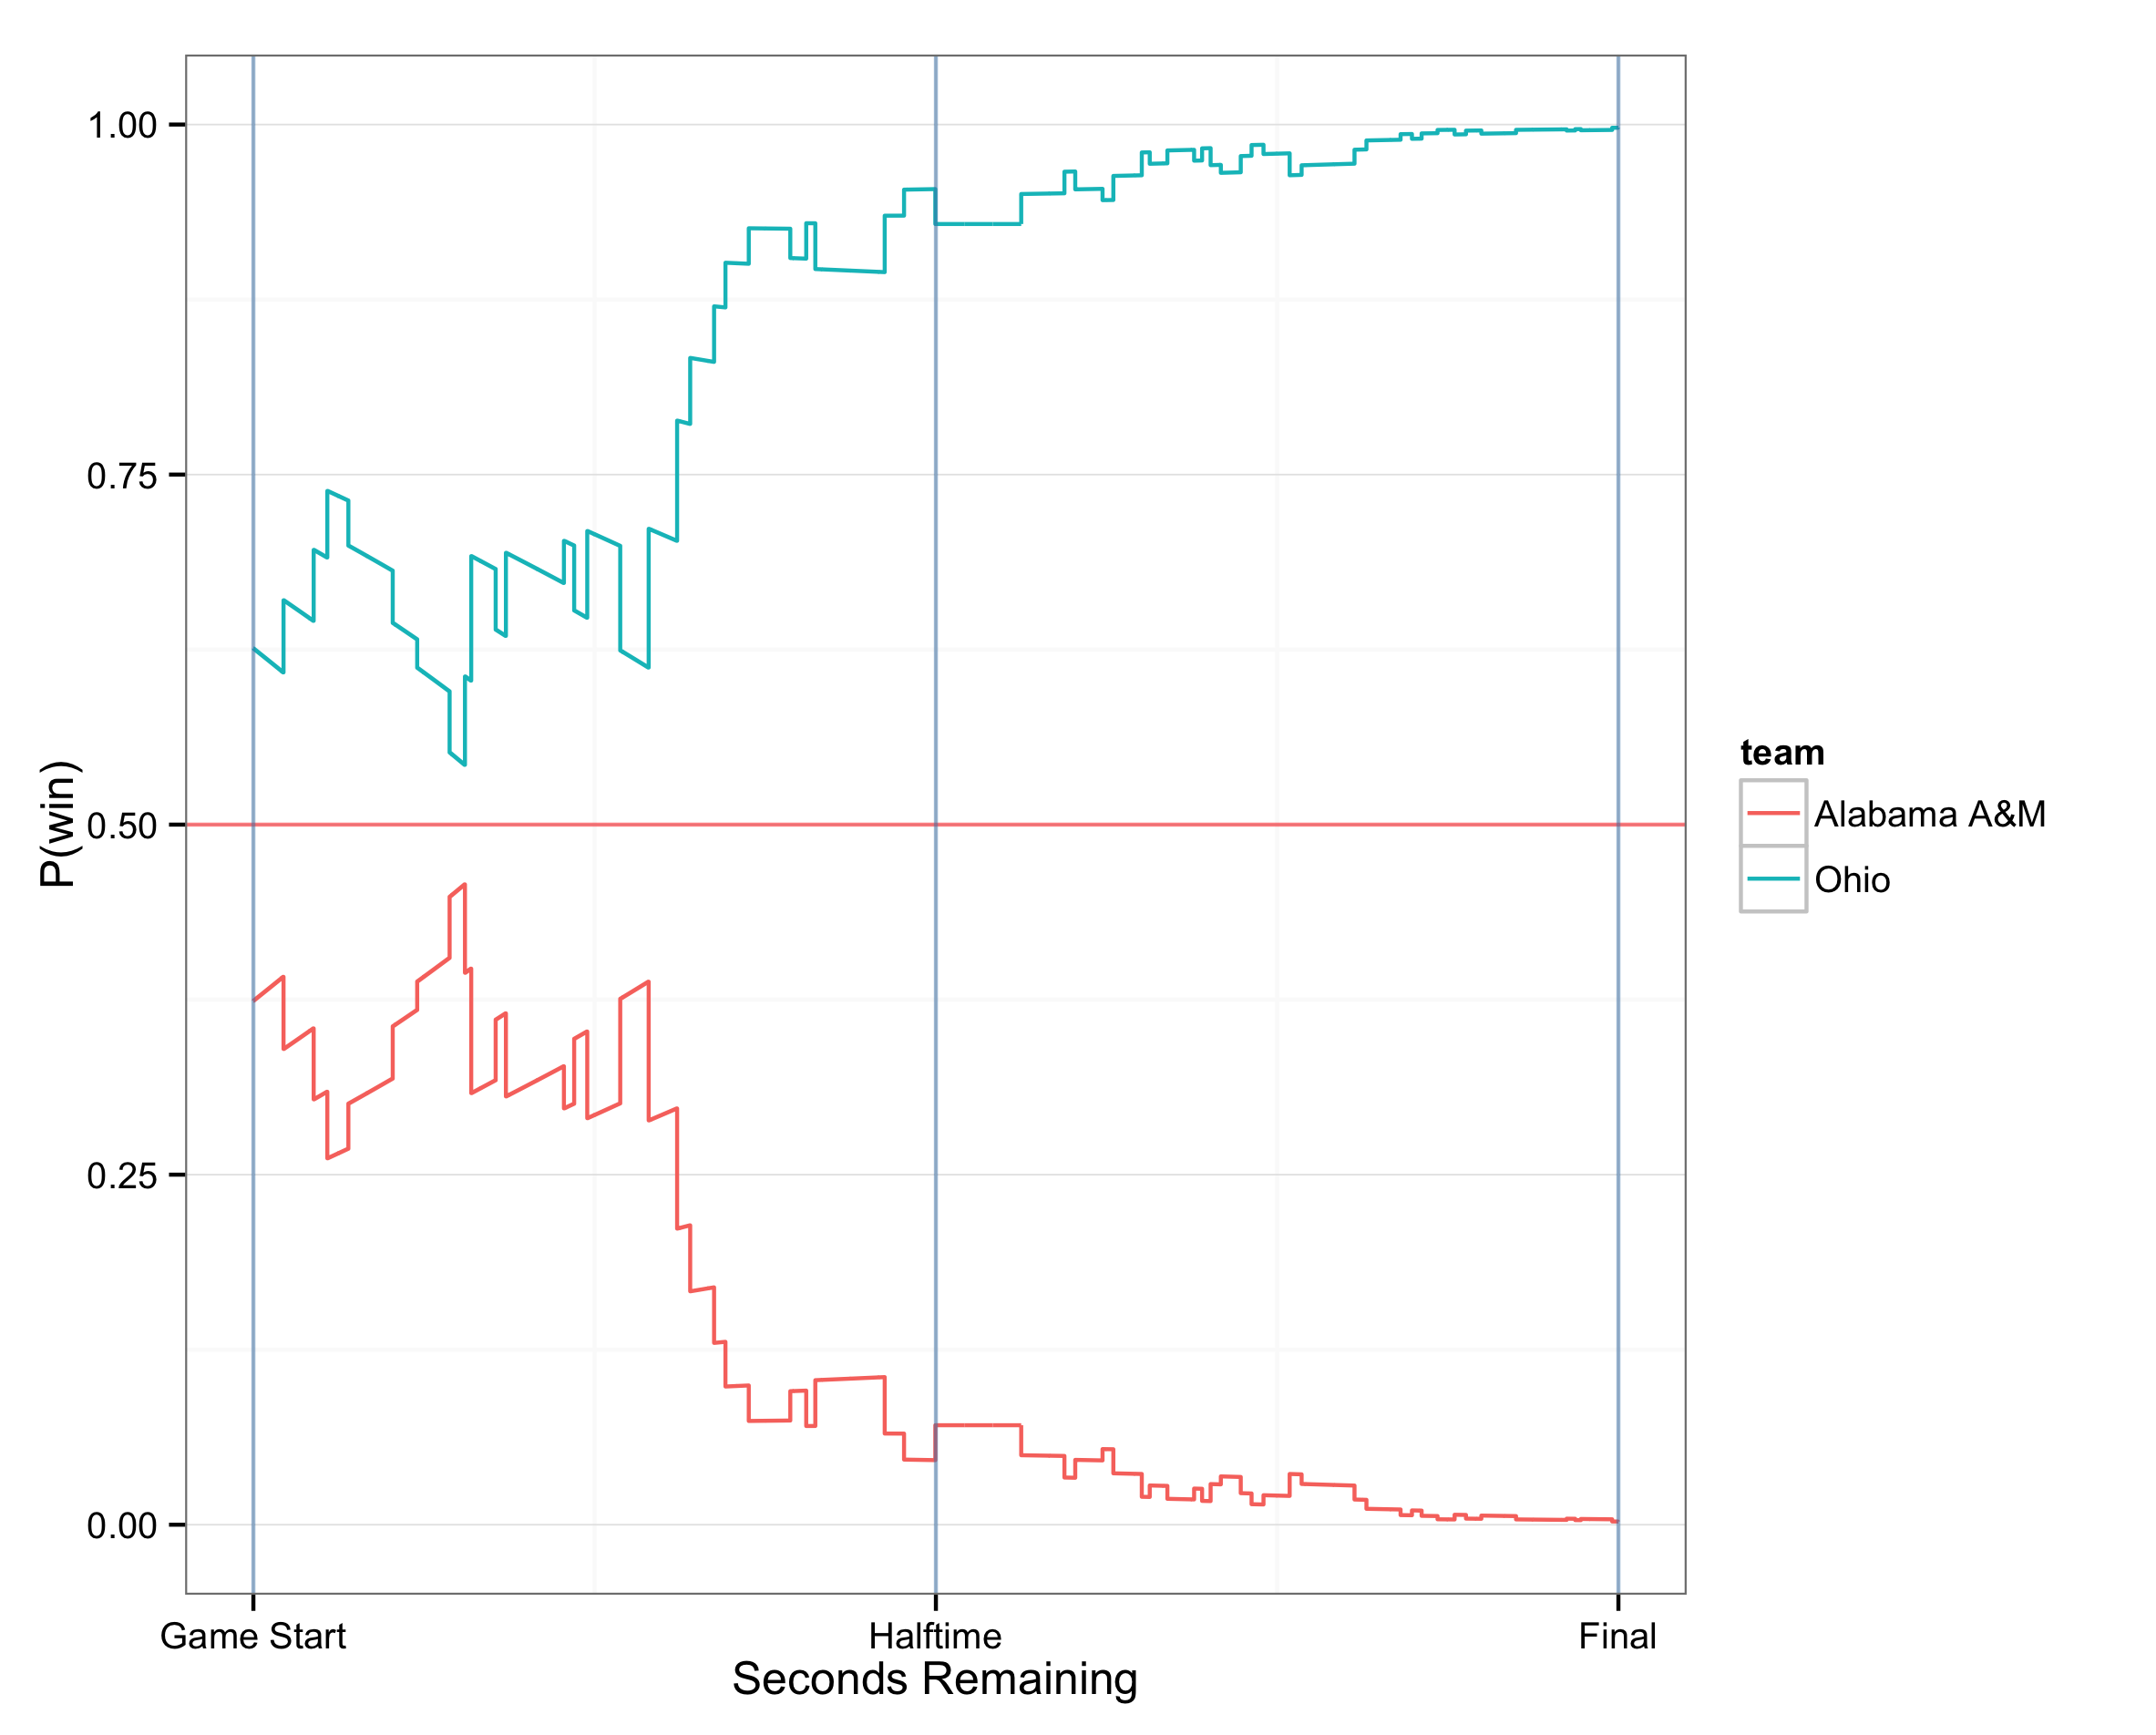 1.00
0.75
0.50
0.25
0.00
P(win)
Game Start
Halftime
Final
Seconds Remaining
team
Alabama A&M
Ohio